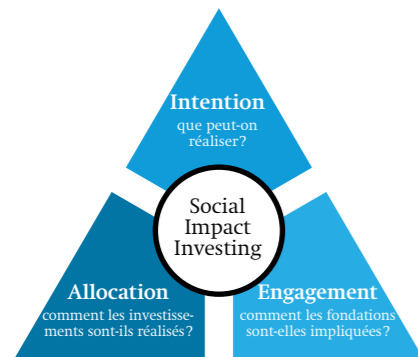 Intention
que peut-on
réaliser?
Social
Impact
Investing
Allocation
comment les investisse-
ments sont-ils réalisés?
Engagement
comment les fondations
sont-elles impliquées?